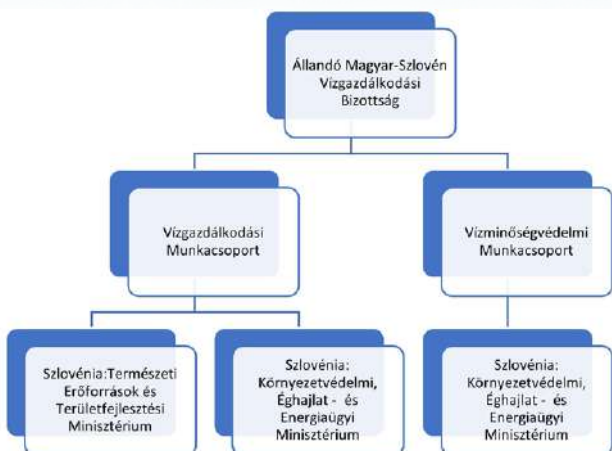 Állandó Magyar-Szlovén
Vízgazdálkodási
Bizottság
Vízgazdálkodási
Munkacsoport
Vízminőségvédelmi
Munkacsoport
Szlovénia:Természeti
Erőforrások és
Területfejlesztési
Minisztérium
Szlovénia:
Környezetvédelmi,
Éghajlat - és
Energiaügyi
Minisztérium
Szlovénia:
Környezetvédelmi,
Éghajlat - és
Energiaügyi
Minisztérium